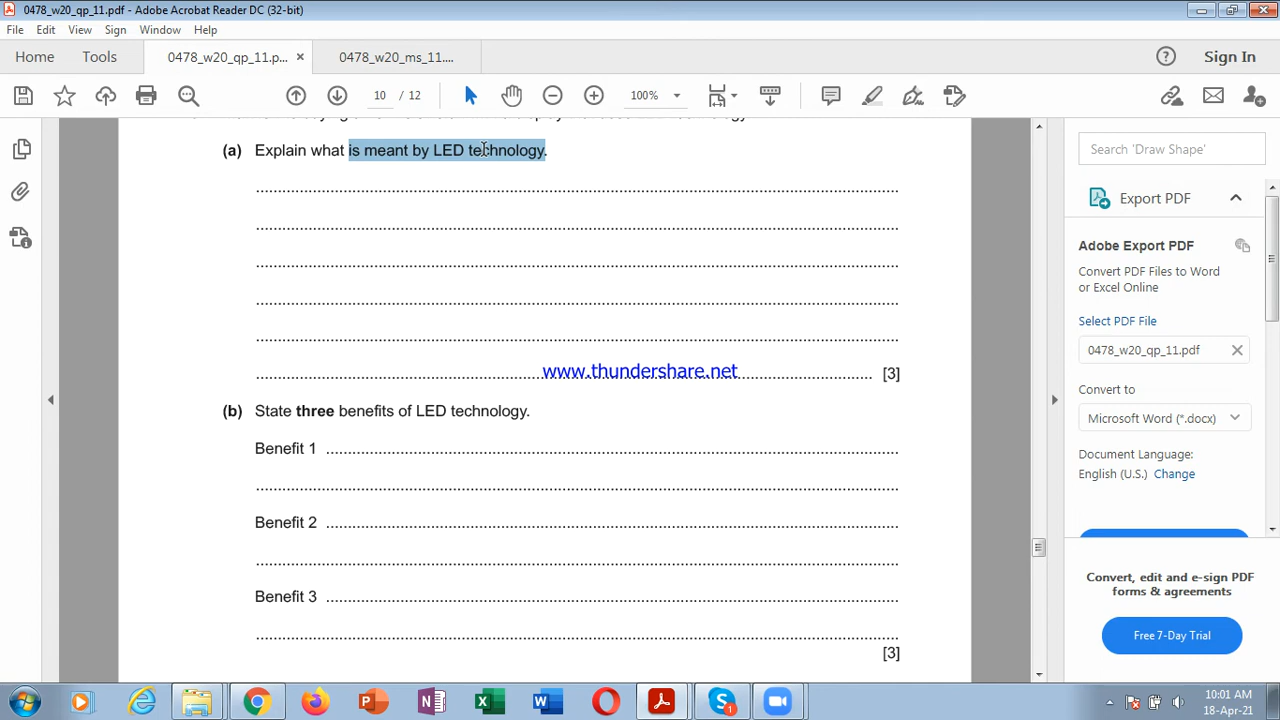 0478_w20_qp_11.pdf - Adobe Acrobat Reader DC (32-bit)
File Edit View Sign Window Help
Home Tools 0478_w20_qp_11.p... × 0478_w20_ms_11.... Sign In
10 / 12 100%
(a) Explain what is meant by LED technology.
www.thundershare.net
[3]
(b) State three benefits of LED technology.
Benefit 1
Benefit 2
Benefit 3
[3]
Search 'Draw Shape'
Export PDF
Adobe Export PDF
Convert PDF Files to Word
or Excel Online
Select PDF File
0478_w20_qp_11.pdf
Convert to
Microsoft Word (*.docx)
Document Language:
English (U.S.) Change
Convert, edit and e-sign PDF
forms & agreements
Free 7-Day Trial
10:01 AM
18-Apr-21